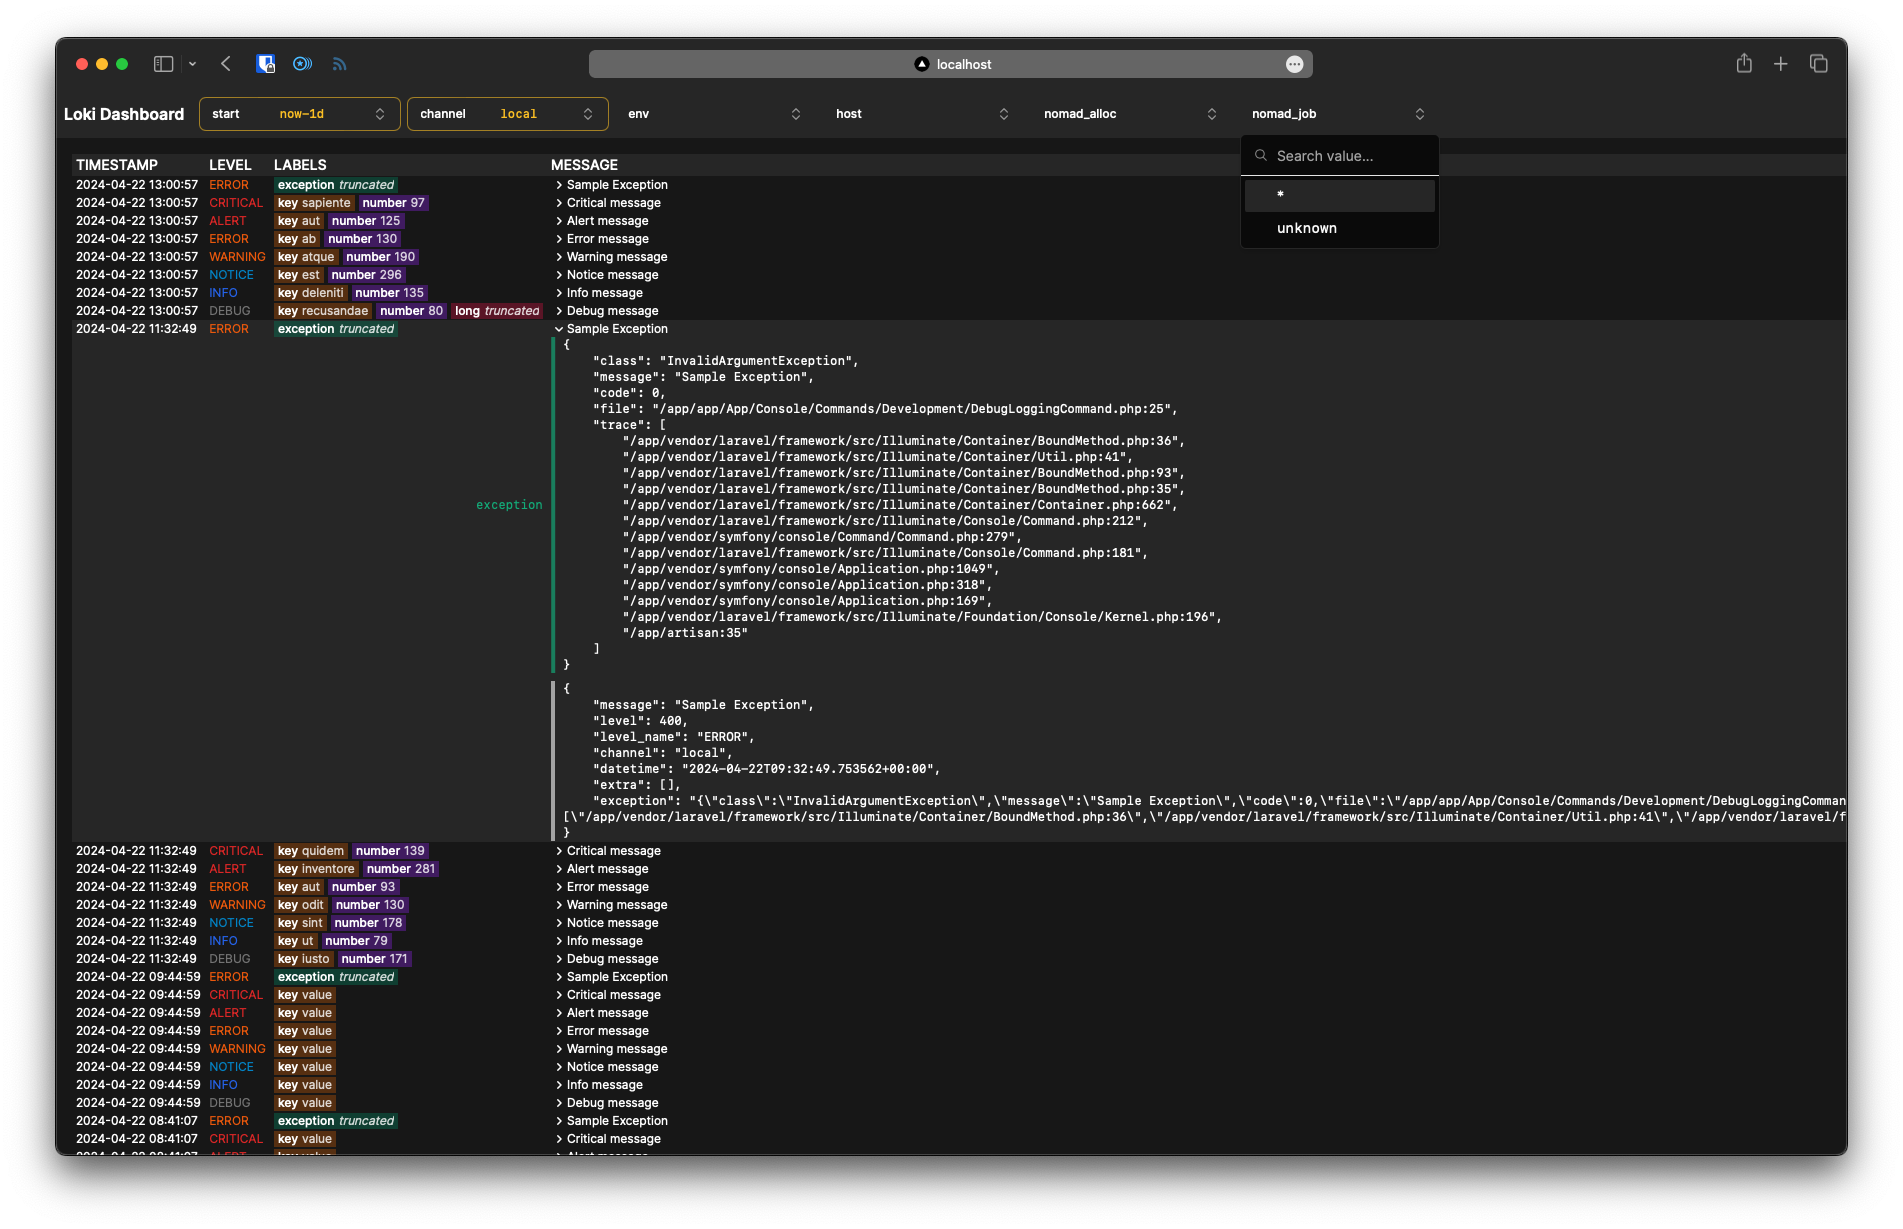 localhost
Loki Dashboard start now-1d channel local env host nomad_alloc nomad_job
Search value...
*
unknown
TIMESTAMP LEVEL LABELS MESSAGE
2024-04-22 13:00:57 ERROR exception truncated Sample Exception
2024-04-22 13:00:57 CRITICAL key sapiente number 97 Critical message
2024-04-22 13:00:57 ALERT key aut number 125 Alert message
2024-04-22 13:00:57 ERROR key ab number 130 Error message
2024-04-22 13:00:57 WARNING key atque number 190 Warning message
2024-04-22 13:00:57 NOTICE key est number 296 Notice message
2024-04-22 13:00:57 INFO key deleniti number 135 Info message
2024-04-22 13:00:57 DEBUG key recusandae number 80 long truncated Debug message
2024-04-22 11:32:49 ERROR exception truncated Sample Exception
{
"class": "InvalidArgumentException",
"message": "Sample Exception",
"code": 0,
"file": "/app/app/App/Console/Commands/Development/DebugLoggingCommand.php:25",
"trace": [
"/app/vendor/laravel/framework/src/Illuminate/Container/BoundMethod.php:36",
"/app/vendor/laravel/framework/src/Illuminate/Container/Util.php:41",
"/app/vendor/laravel/framework/src/Illuminate/Container/BoundMethod.php:93",
"/app/vendor/laravel/framework/src/Illuminate/Container/BoundMethod.php:35",
exception "/app/vendor/laravel/framework/src/Illuminate/Container/Container.php:662",
"/app/vendor/laravel/framework/src/Illuminate/Console/Command.php:212",
"/app/vendor/symfony/console/Command/Command.php:279",
"/app/vendor/laravel/framework/src/Illuminate/Console/Command.php:181",
"/app/vendor/symfony/console/Application.php:1049",
"/app/vendor/symfony/console/Application.php:318",
"/app/vendor/symfony/console/Application.php:169",
"/app/vendor/laravel/framework/src/Illuminate/Foundation/Console/Kernel.php:196",
"/app/artisan:35"
]
}
{
"message": "Sample Exception",
"level": 400,
"level_name": "ERROR",
"channel": "local",
"datetime": "2024-04-22T09:32:49.753562+00:00",
"extra": [],
"exception": "{\"class\":\"InvalidArgumentException\",\"message\":\"Sample Exception\",\"code\":0,\"file\":\"/app/app/App/Console/Commands/Development/DebugLoggingComman
[\"/app/vendor/laravel/framework/src/Illuminate/Container/BoundMethod.php:36\",\"/app/vendor/laravel/framework/src/Illuminate/Container/Util.php:41\",\"/app/vendor/laravel/f
}
2024-04-22 11:32:49 CRITICAL key quidem number 139 Critical message
2024-04-22 11:32:49 ALERT key inventore number 281 Alert message
2024-04-22 11:32:49 ERROR key aut number 93 Error message
2024-04-22 11:32:49 WARNING key odit number 130 Warning message
2024-04-22 11:32:49 NOTICE key sint number 178 Notice message
2024-04-22 11:32:49 INFO key ut number 79 Info message
2024-04-22 11:32:49 DEBUG key iusto number 171 Debug message
2024-04-22 09:44:59 ERROR exception truncated Sample Exception
2024-04-22 09:44:59 CRITICAL key value Critical message
2024-04-22 09:44:59 ALERT key value Alert message
2024-04-22 09:44:59 ERROR key value Error message
2024-04-22 09:44:59 WARNING key value Warning message
2024-04-22 09:44:59 NOTICE key value Notice message
2024-04-22 09:44:59 INFO key value Info message
2024-04-22 09:44:59 DEBUG key value Debug message
2024-04-22 08:41:07 ERROR exception truncated Sample Exception
2024-04-22 08:41:07 CRITICAL key value Critical message